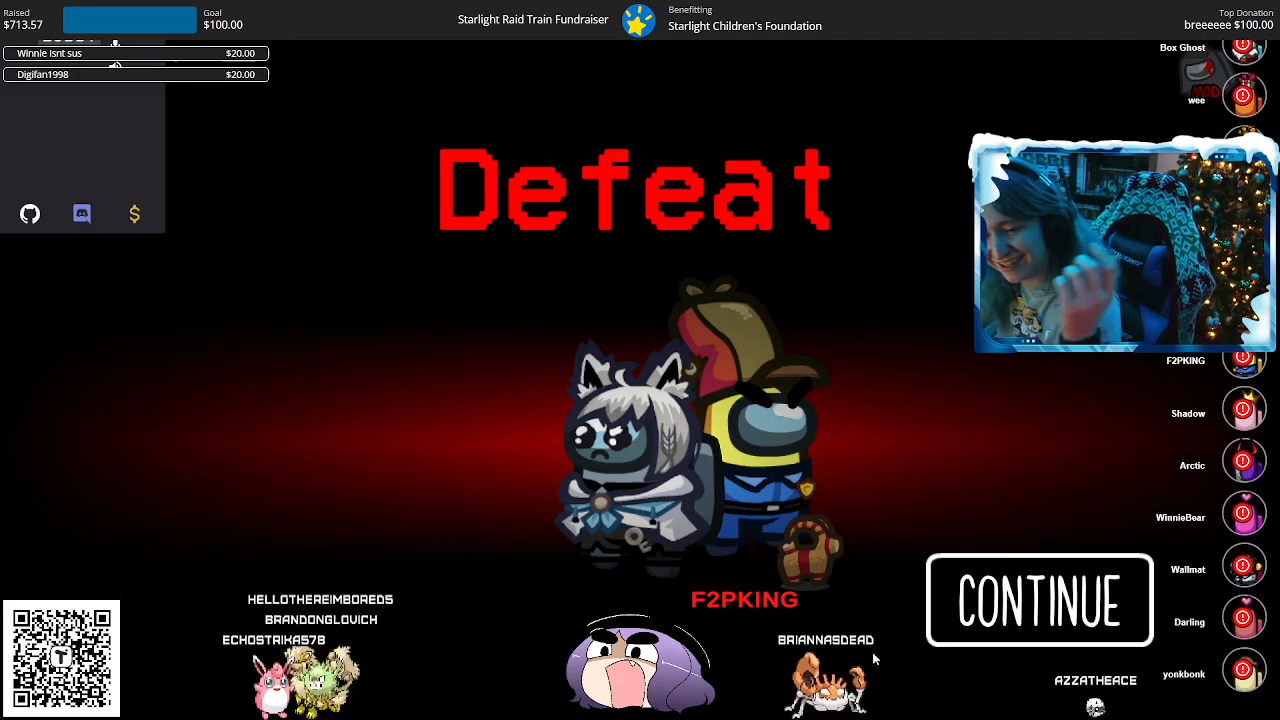 Raised
$713.57
Goal
$100.00
Starlight Raid Train Fundraiser
Benefitting
Starlight Children's Foundation
Top Donation
breeeeee $100.00
Winnie Isnt sus $20.00
Digifan1998 $20.00
Box Ghost
MOD
wee
Defeat
F2PKING
Shadow
Arctic
WinnieBear
Wallmat
Darling
yonkbonk
CONTINUE
F2PKING
HELLOTHEREIMBORED5
BRANDONGLOVICH
ECHOSTRIKA578
BRIANNASDEAD
AZZATHEACE
T